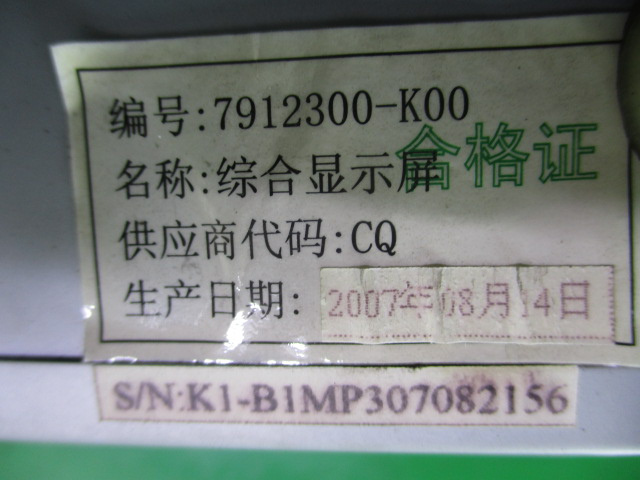 编号:7912300-K00
名称:综合显示屏
合格证
供应商代码:CQ
生产日期: 2007年08月14日
S/N:K1-B1MP307082156